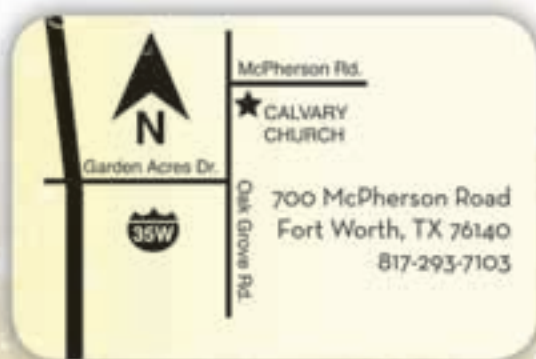 McPherson Rd.
CALVARY
CHURCH
N
Garden Acres Dr.
35W
Oak Grove Rd.
700 McPherson Road
Fort Worth, TX 76140
817-293-7103